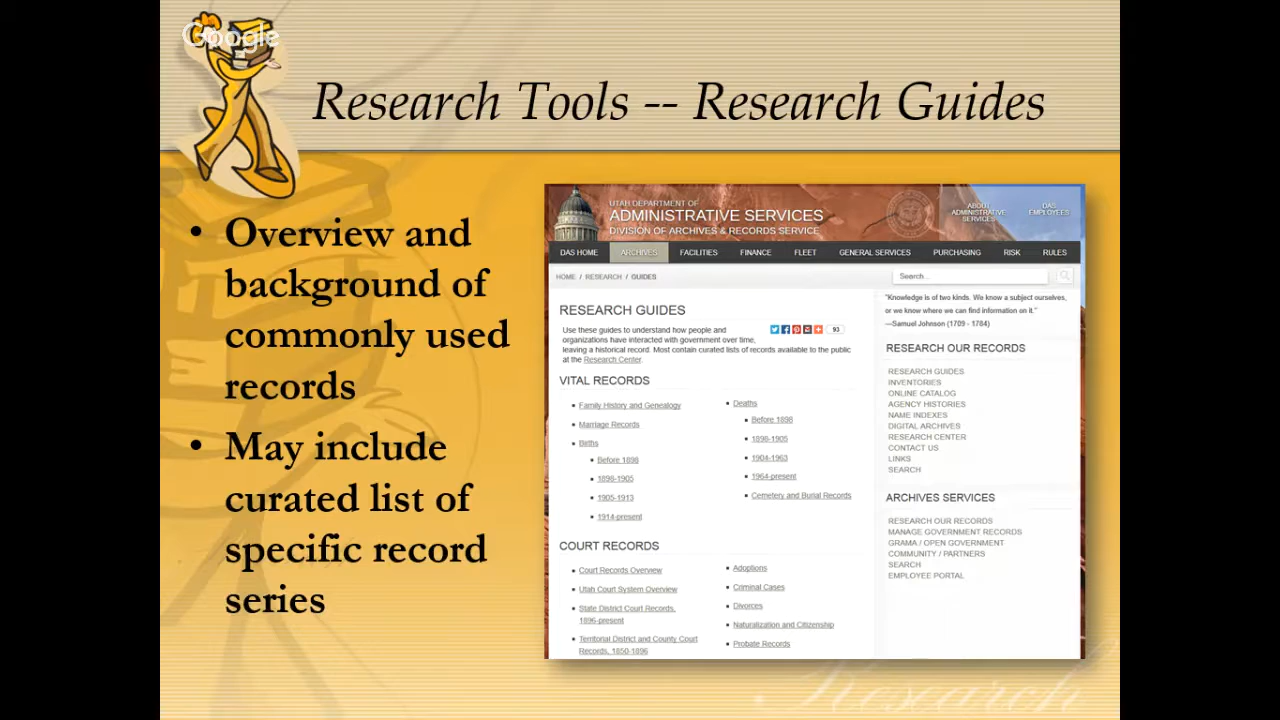 Google
Research Tools -- Research Guides
• Overview and
background of
commonly used
records
• May include
curated list of
specific record
series
UTAH DEPARTMENT OF
ADMINISTRATIVE SERVICES
DIVISION OF ARCHIVES & RECORDS SERVICE
ABOUT
ADMINISTRATIVE
SERVICES
DAS
EMPLOYEES
DAS HOME ARCHIVES FACILITIES FINANCE FLEET GENERAL SERVICES PURCHASING RISK RULES
HOME / RESEARCH / GUIDES
Search...
RESEARCH GUIDES
Use these guides to understand how people and
organizations have interacted with government over time,
leaving a historical record. Most contain curated lists of records available to the public
at the Research Center.
93
VITAL RECORDS
Family History and Genealogy
Marriage Records
Births
Before 1898
1898-1905
1905-1913
1914-present
Deaths
Before 1898
1898-1905
1904-1963
1964-present
Cemetery and Burial Records
COURT RECORDS
Court Records Overview
Utah Court System Overview
State District Court Records,
1896-present
Territorial District and County Court
Records, 1850-1896
Adoptions
Criminal Cases
Divorces
Naturalization and Citizenship
Probate Records
"Knowledge is of two kinds. We know a subject ourselves,
or we know where we can find information on it."
—Samuel Johnson (1709 - 1784)
RESEARCH OUR RECORDS
RESEARCH GUIDES
INVENTORIES
ONLINE CATALOG
AGENCY HISTORIES
NAME INDEXES
DIGITAL ARCHIVES
RESEARCH CENTER
CONTACT US
LINKS
SEARCH
ARCHIVES SERVICES
RESEARCH OUR RECORDS
MANAGE GOVERNMENT RECORDS
GRAMA / OPEN GOVERNMENT
COMMUNITY / PARTNERS
SEARCH
EMPLOYEE PORTAL
Research